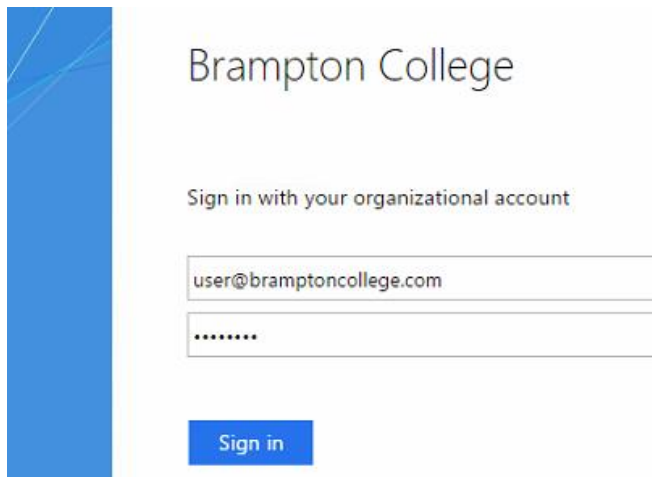 Brampton College
Sign in with your organizational account
user@bramptoncollege.com
••••••••
Sign in